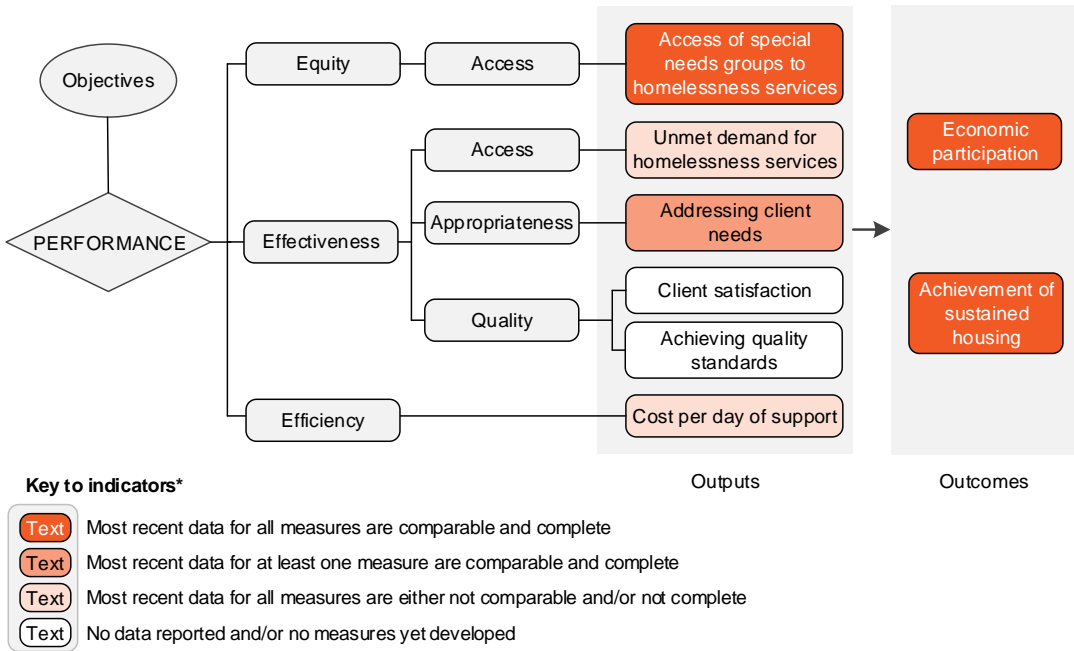 Objectives
PERFORMANCE
Equity
Access
Access of special
needs groups to
homelessness services
Effectiveness
Access
Unmet demand for
homelessness services
Appropriateness
Addressing client
needs
Quality
Client satisfaction
Achieving quality
standards
Efficiency
Cost per day of support
Outputs
Economic
participation
Achievement of
sustained
housing
Outcomes
Key to indicators*
Text Most recent data for all measures are comparable and complete
Text Most recent data for at least one measure are comparable and complete
Text Most recent data for all measures are either not comparable and/or not complete
Text No data reported and/or no measures yet developed